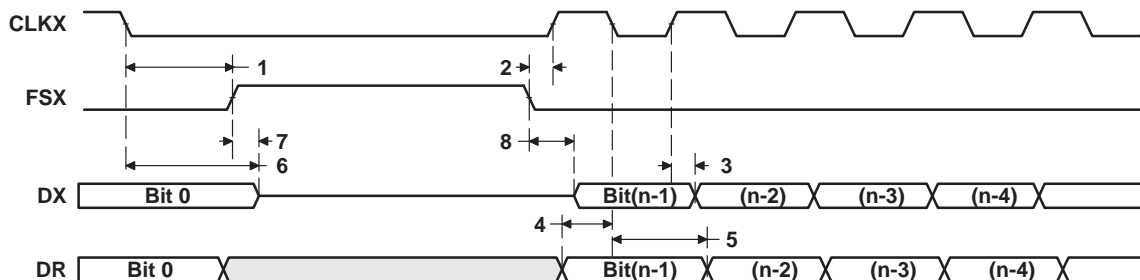 CLKX
1
2
FSX
7
8
6
3
DX
Bit 0
Bit(n-1)
(n-2)
(n-3)
(n-4)
4
5
DR
Bit 0
Bit(n-1)
(n-2)
(n-3)
(n-4)